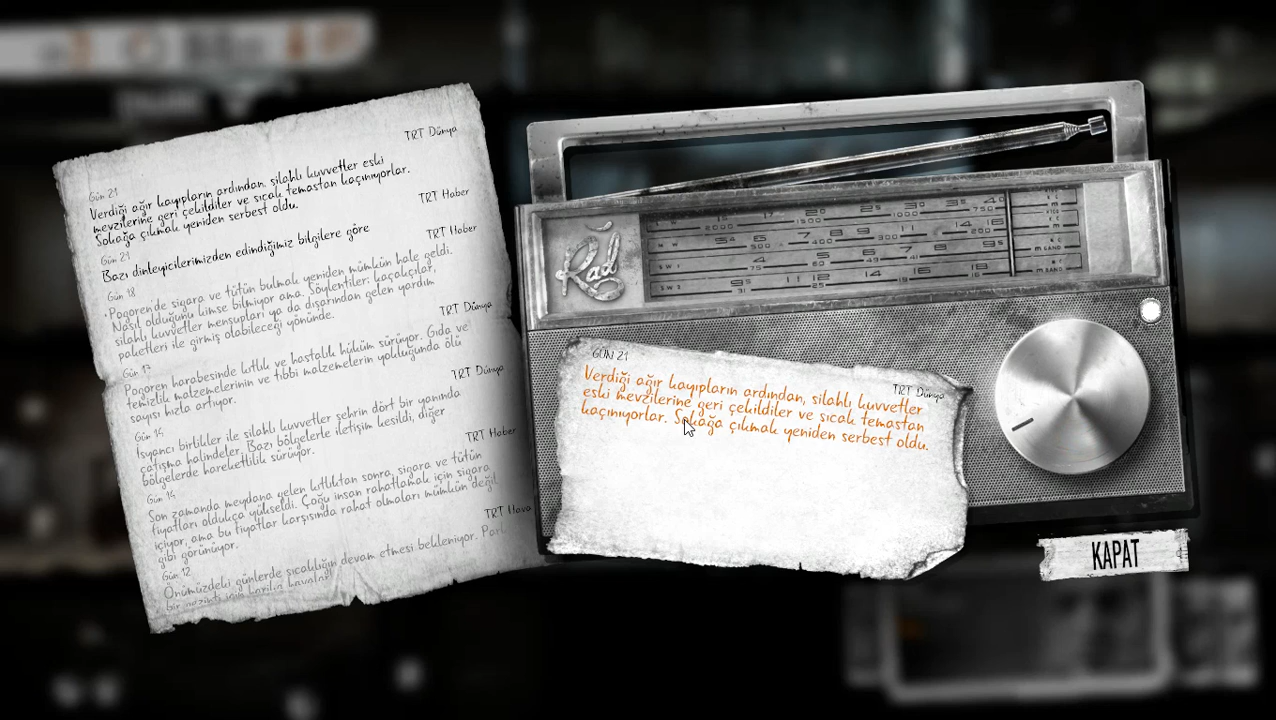 TRT Dünya
Gün 21
Verdiği ağır kayıpların ardından, silahlı kuvvetler eski
mevzilerine geri çekildiler ve sıcak temastan kaçınıyorlar.
Sokağa çıkmak yeniden serbest oldu.
TRT Haber
Gün 21
Bazı dinleyicilerimizden edindiğimiz bilgilere göre
TRT Haber
Gün 18
Pogoren'de sigara ve tütün bulmak yeniden mümkün hale geldi.
Nasıl olduğunu kimse bilmiyor ama. Söylentiler; kaçakçılar,
silahlı kuvvetler mensupları ya da dışarından gelen yardım
paketleri ile girmiş olabileceği yönünde.
TRT Dünya
Gün 17
Pogoren harabesinde kıtlık ve hastalık hüküm sürüyor. Gıda ve
temizlik malzemelerinin ve tıbbi malzemelerin yokluğunda ölü
sayısı hızla artıyor.
TRT Dünya
Gün 14
İsyancı birlikler ile silahlı kuvvetler şehrin dört bir yanında
çatışma halindeler. Bazı bölgelerle iletişim kesildi, diğer
bölgelerde hareketlilik sürüyor.
TRT Haber
Gün 14
Son zamanda meydana gelen kıtlıktan sonra, sigara ve tütün
fiyatları oldukça yükseldi. Çoğu insan rahatlamak için sigara
içiyor, ama bu fiyatlar karşısında rahat olmaları mümkün değil
gibi görünüyor.
TRT Hava
Gün 12
Önümüzdeki günlerde sıcaklığın devam etmesi bekleniyor. Parl
Rad
GÜN 21
TRT Dünya
Verdiği ağır kayıpların ardından, silahlı kuvvetler
eski mevzilerine geri çekildiler ve sıcak temastan
kaçınıyorlar. Sokağa çıkmak yeniden serbest oldu.
KAPAT